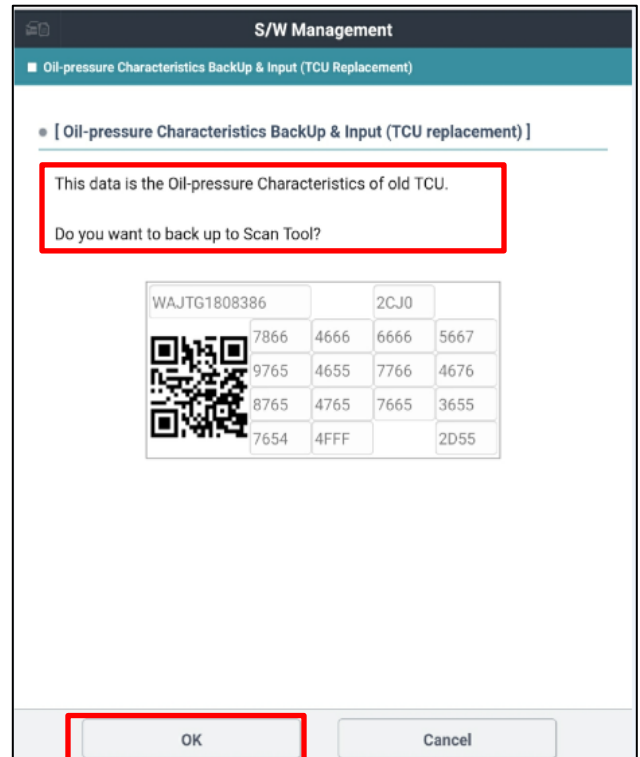 S/W Management
Oil-pressure Characteristics BackUp & Input (TCU Replacement)
[ Oil-pressure Characteristics BackUp & Input (TCU replacement) ]
This data is the Oil-pressure Characteristics of old TCU.
Do you want to back up to Scan Tool?
WAJTG1808386 2CJ0
7866 4666 6666 5667
9765 4655 7766 4676
8765 4765 7665 3655
7654 4FFF 2D55
OK Cancel